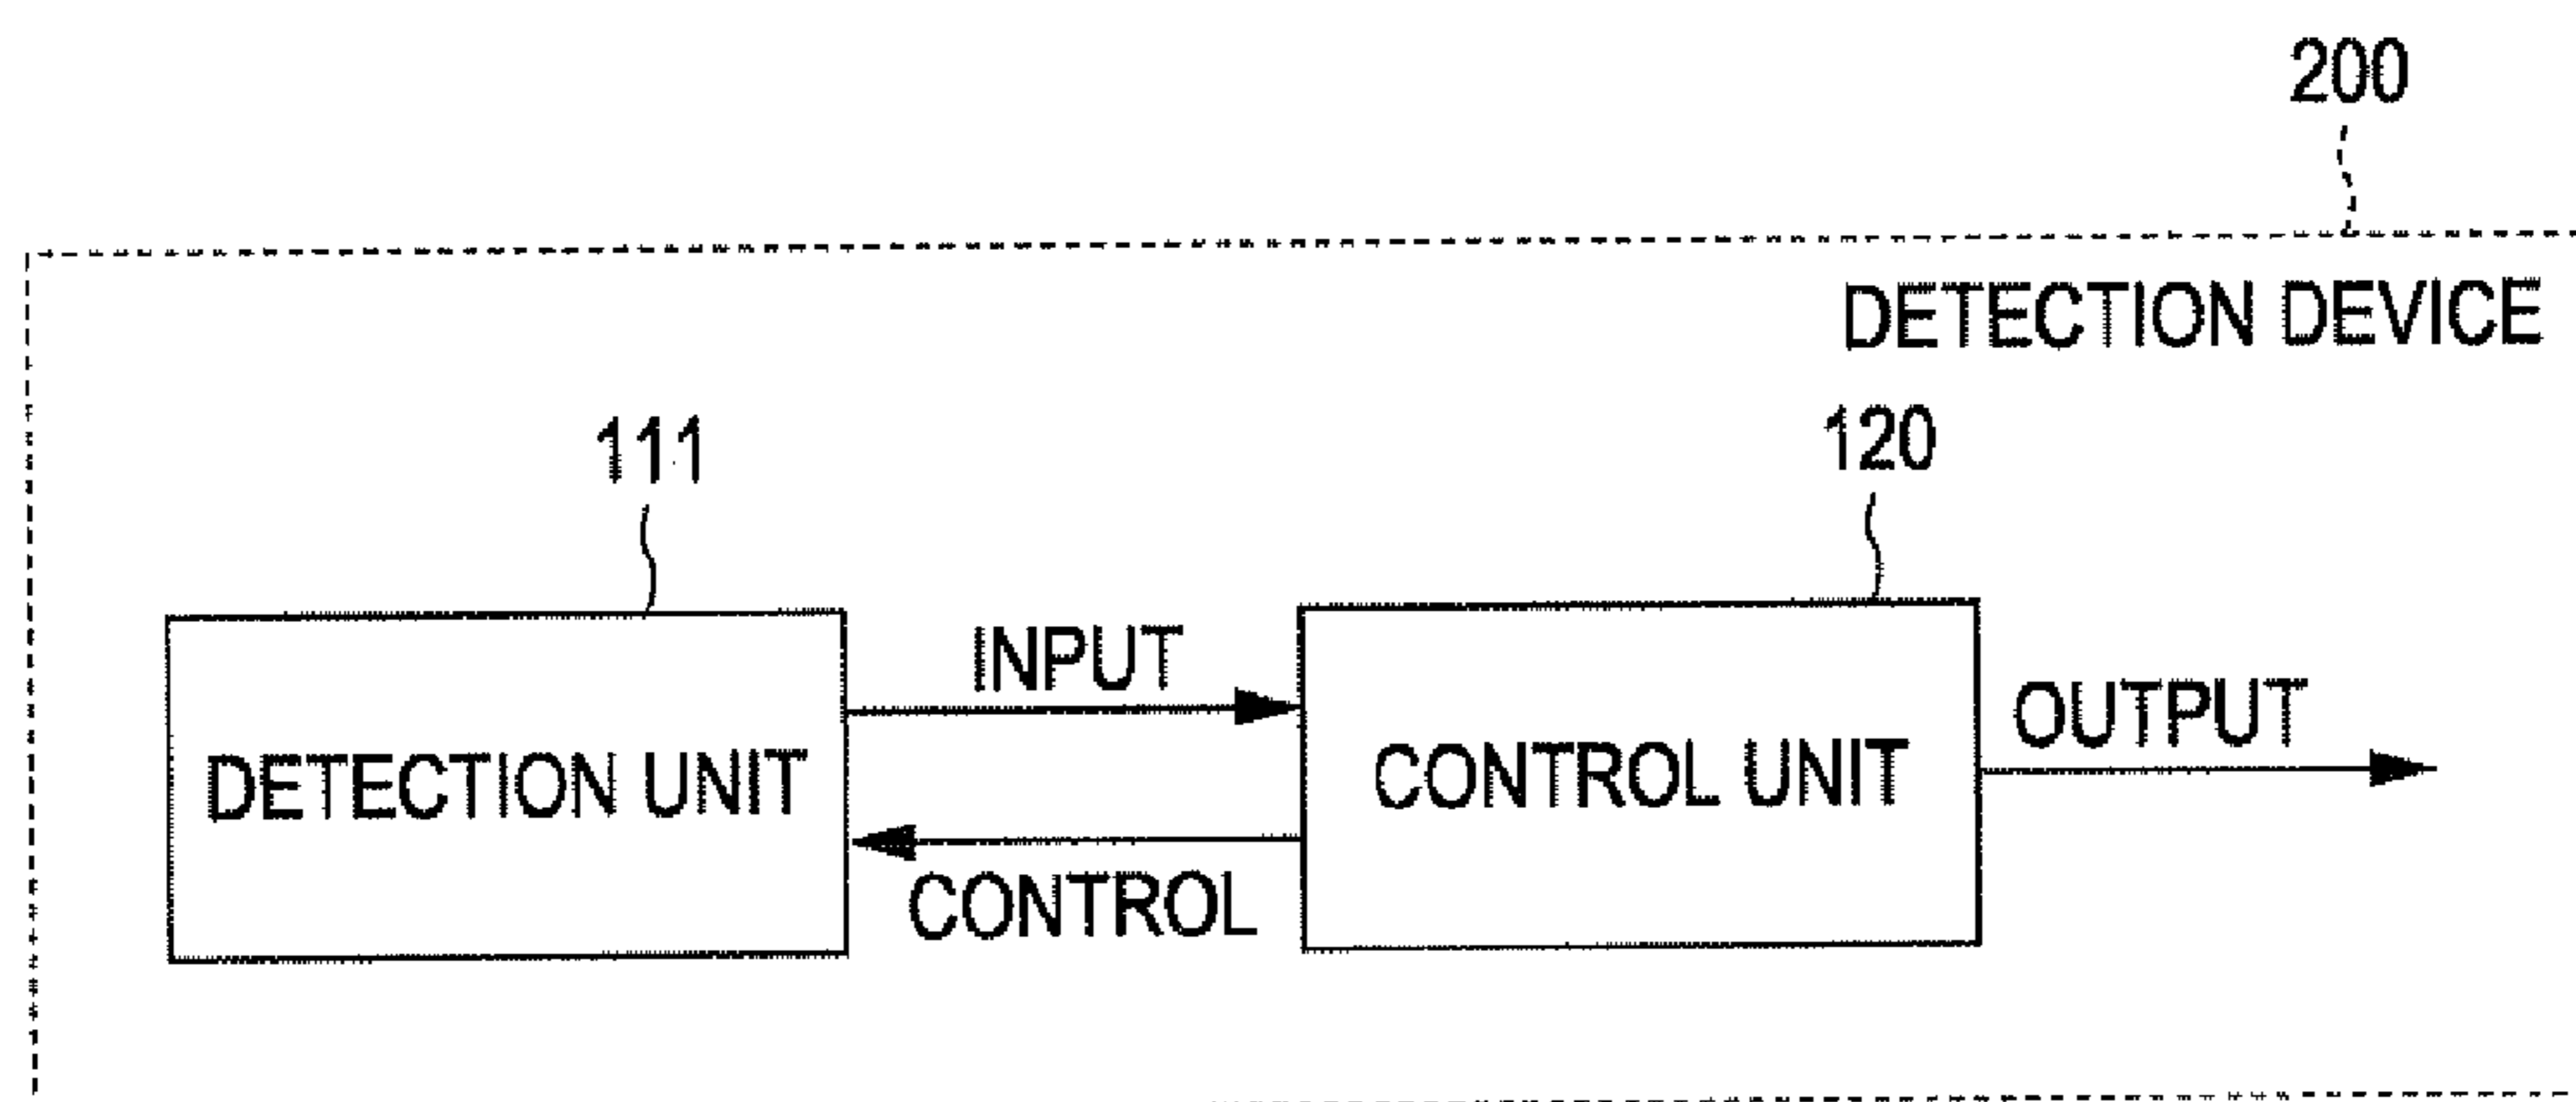 200
DETECTION DEVICE
111
120
INPUT
OUTPUT
DETECTION UNIT
CONTROL UNIT
CONTROL